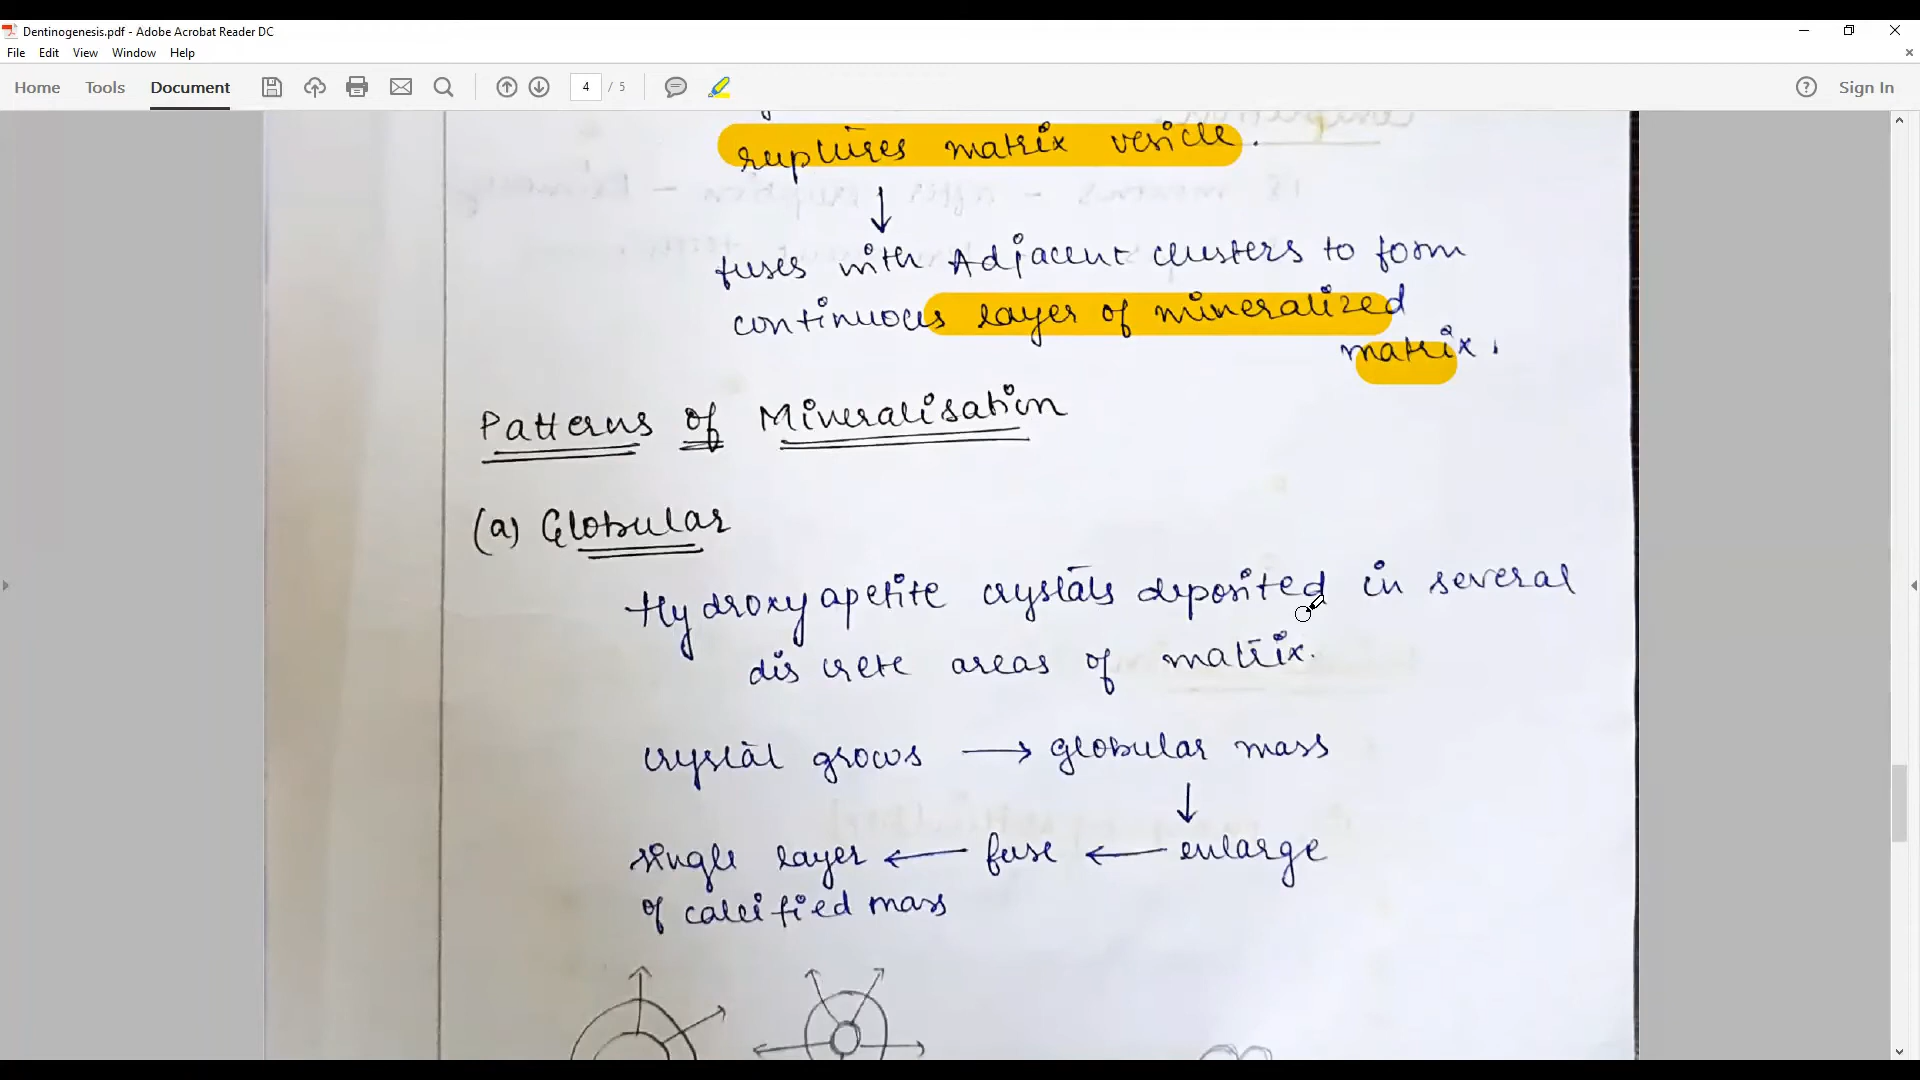 Dentinogenesis.pdf - Adobe Acrobat Reader DC
File Edit View Window Help
Home Tools Document 4 / 5 Sign In
ruptures matrix vesicle.
↓
fuses with Adjacent clusters to form
continuous layer of mineralized
matrix.
Patterns of Mineralisation
(a) Globular
Hydroxyapetite crystals deposited in several
discrete areas of matrix.
crystal grows → globular mass
↓
single layer ← fuse ← enlarge
of calcified mass